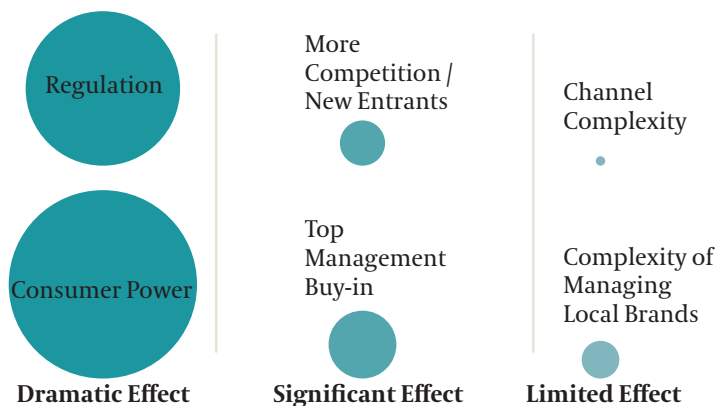 Regulation
Consumer Power
Dramatic Effect
More
Competition /
New Entrants
Top
Management
Buy-in
Significant Effect
Channel
Complexity
Complexity of
Managing
Local Brands
Limited Effect